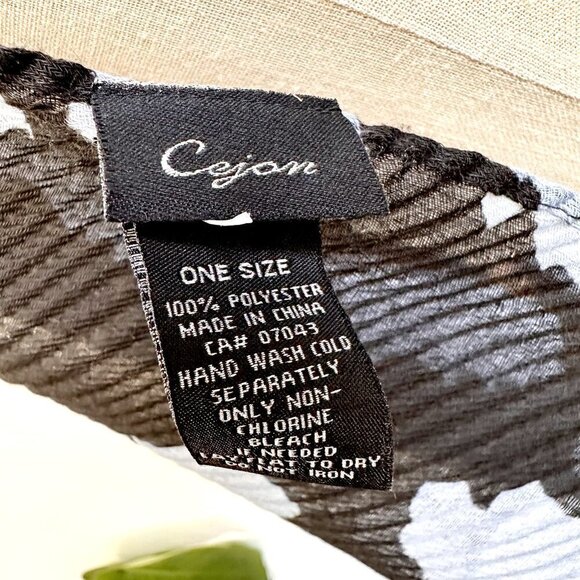 Cejon
ONE SIZE
100% POLYESTER
MADE IN CHINA
CA# 07043
HAND WASH COLD
SEPARATELY
ONLY NON-
CHLORINE
BLEACH
IF NEEDED
LAY FLAT TO DRY
DO NOT IRON